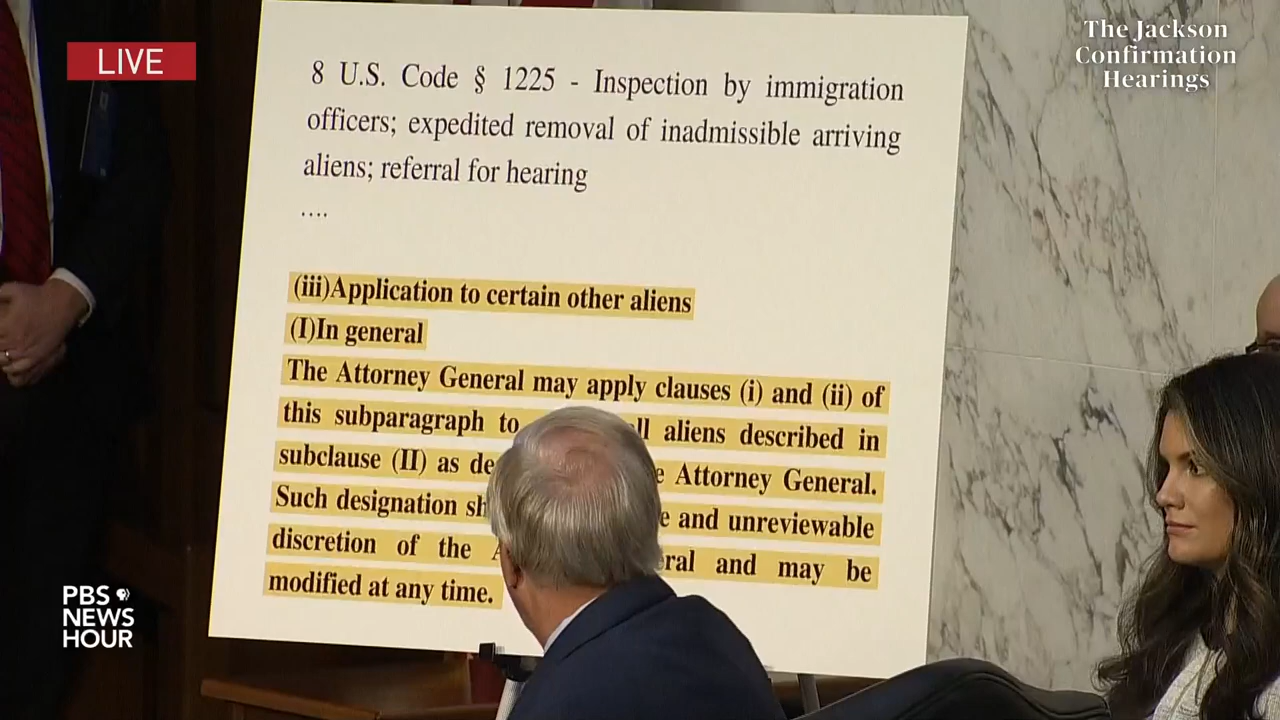 LIVE
The Jackson
Confirmation
Hearings
8 U.S. Code § 1225 - Inspection by immigration
officers; expedited removal of inadmissible arriving
aliens; referral for hearing
....
(iii)Application to certain other aliens
(I)In general
The Attorney General may apply clauses (i) and (ii) of
this subparagraph to aliens described in
subclause (II) as Attorney General.
Such designation and unreviewable
discretion of the and may be
modified at any time.
PBS
NEWS
HOUR